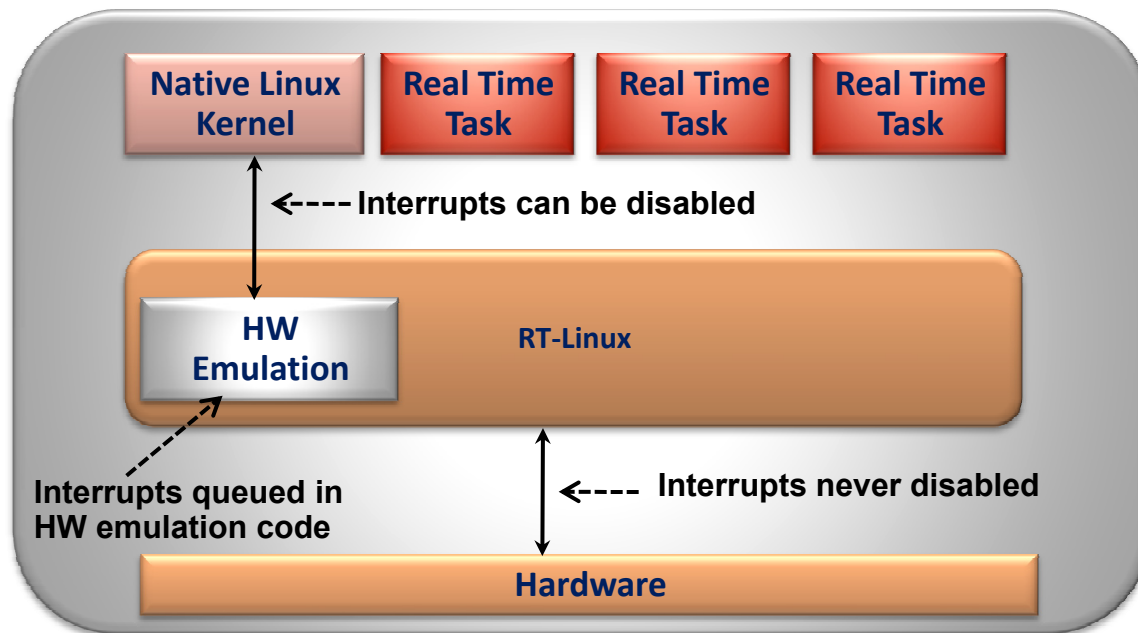 Native Linux
Kernel
Real Time
Task
Real Time
Task
Real Time
Task
Interrupts can be disabled
HW
Emulation
RT-Linux
Interrupts queued in
HW emulation code
Interrupts never disabled
Hardware